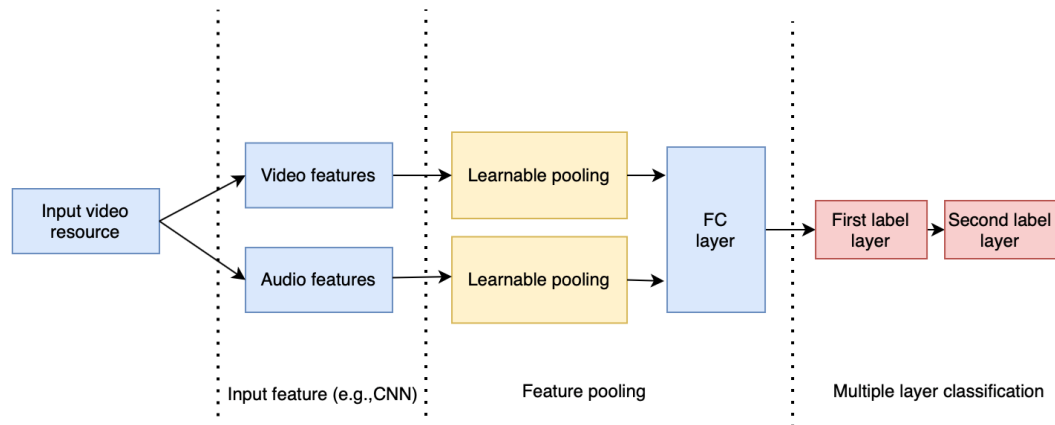 Input video
resource
Video features
Audio features
Learnable pooling
Learnable pooling
FC
layer
First label
layer
Second label
layer
Input feature (e.g.,CNN)
Feature pooling
Multiple layer classification